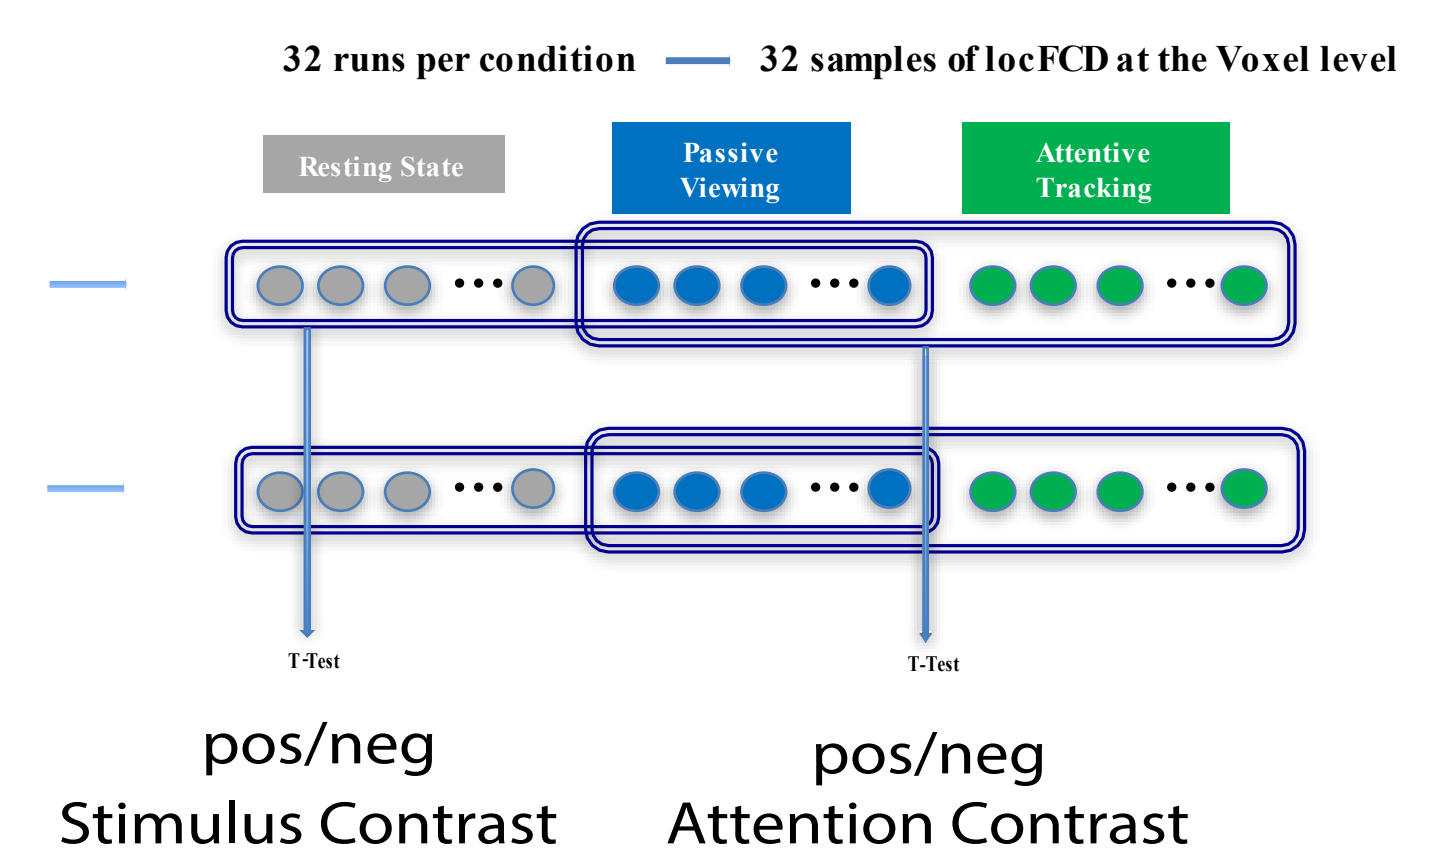 32 runs per condition — 32 samples of locFCD at the Voxel level
Resting State
Passive
Viewing
Attentive
Tracking
... ... ...
... ... ...
T-Test
T-Test
pos/neg
Stimulus Contrast
pos/neg
Attention Contrast